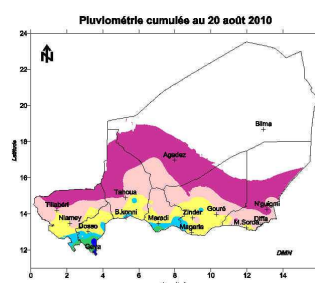 Pluviométrie cumulée au 20 août 2010
24
22
20
18
16
14
12
Latitude
N
Bilma
Agadez
Tahoua
Tillabéri
N'guigmi
Niamey
B.konni
Maradi
Zinder
Gouré
Diffa
Dosso
Magaria
M.Soroa
Gaya
DMN
0 2 4 6 8 10 12 14